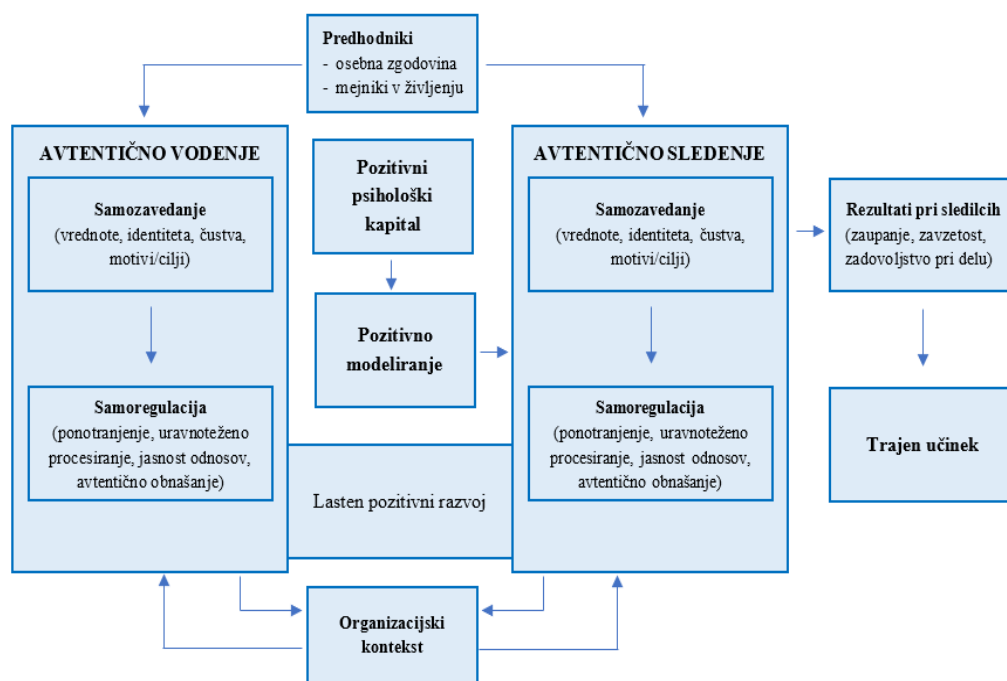 Predhodniki
- osebna zgodovina
- mejniki v življenju
AVTENTIČNO VODENJE
Samozavedanje
(vrednote, identiteta, čustva,
motivi/cilji)
Samoregulacija
(ponotranjenje, uravnoteženo
procesiranje, jasnost odnosov,
avtentično obnašanje)
Pozitivni
psihološki
kapital
Pozitivno
modeliranje
Lasten pozitivni razvoj
AVTENTIČNO SLEDENJE
Samozavedanje
(vrednote, identiteta, čustva,
motivi/cilji)
Samoregulacija
(ponotranjenje, uravnoteženo
procesiranje, jasnost odnosov,
avtentično obnašanje)
Rezultati pri sledilcih
(zaupanje, zavzetost,
zadovoljstvo pri delu)
Trajen učinek
Organizacijski
kontekst